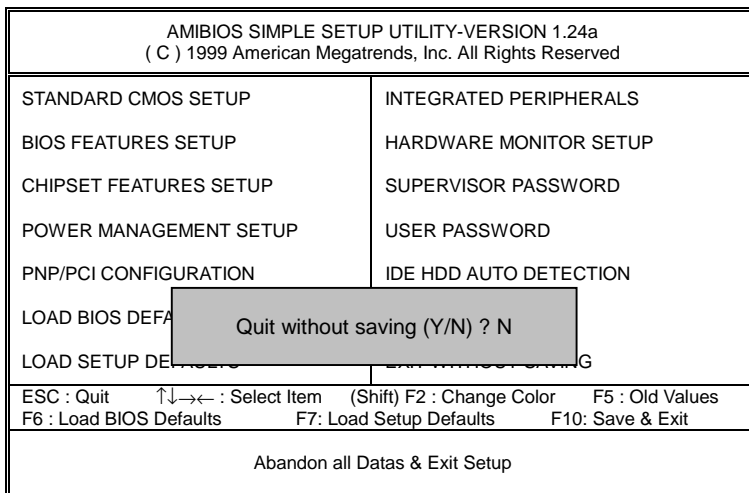 AMIBIOS SIMPLE SETUP UTILITY-VERSION 1.24a
( C ) 1999 American Megatrends, Inc. All Rights Reserved
STANDARD CMOS SETUP
BIOS FEATURES SETUP
CHIPSET FEATURES SETUP
POWER MANAGEMENT SETUP
PNP/PCI CONFIGURATION
LOAD BIOS DEFA
LOAD SETUP DEFAULTS
INTEGRATED PERIPHERALS
HARDWARE MONITOR SETUP
SUPERVISOR PASSWORD
USER PASSWORD
IDE HDD AUTO DETECTION
EXIT WITHOUT SAVING
Quit without saving (Y/N) ? N
ESC : Quit ↑↓→← : Select Item (Shift) F2 : Change Color F5 : Old Values
F6 : Load BIOS Defaults F7: Load Setup Defaults F10: Save & Exit
Abandon all Datas & Exit Setup